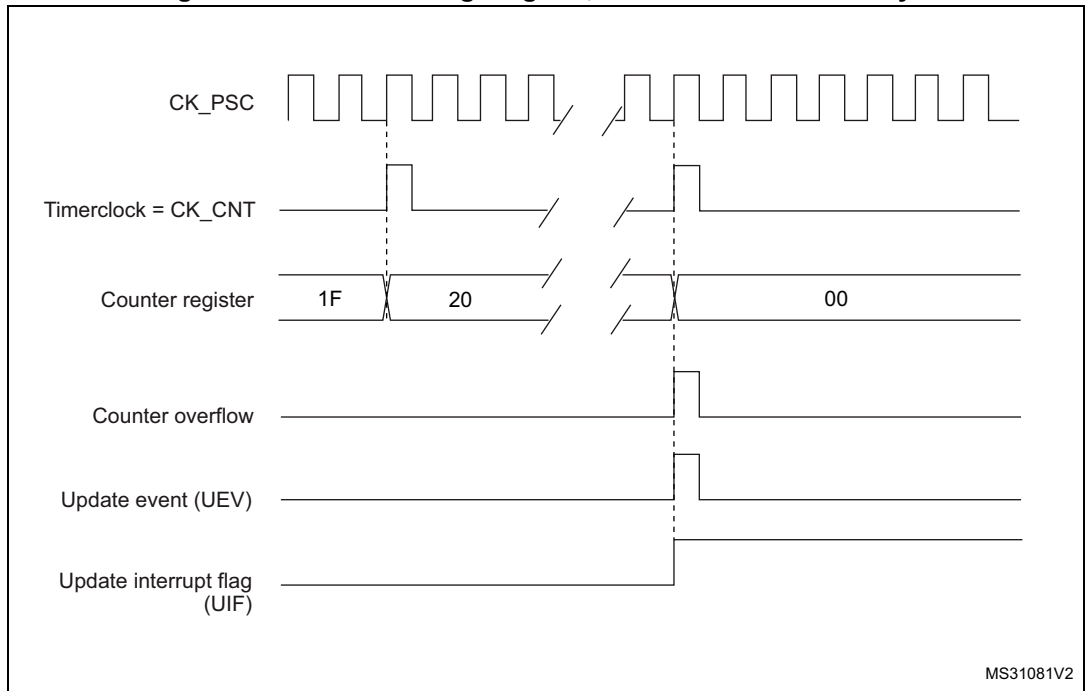 CK_PSC
Timerclock = CK_CNT
Counter register
1F
20
00
Counter overflow
Update event (UEV)
Update interrupt flag
(UIF)
MS31081V2